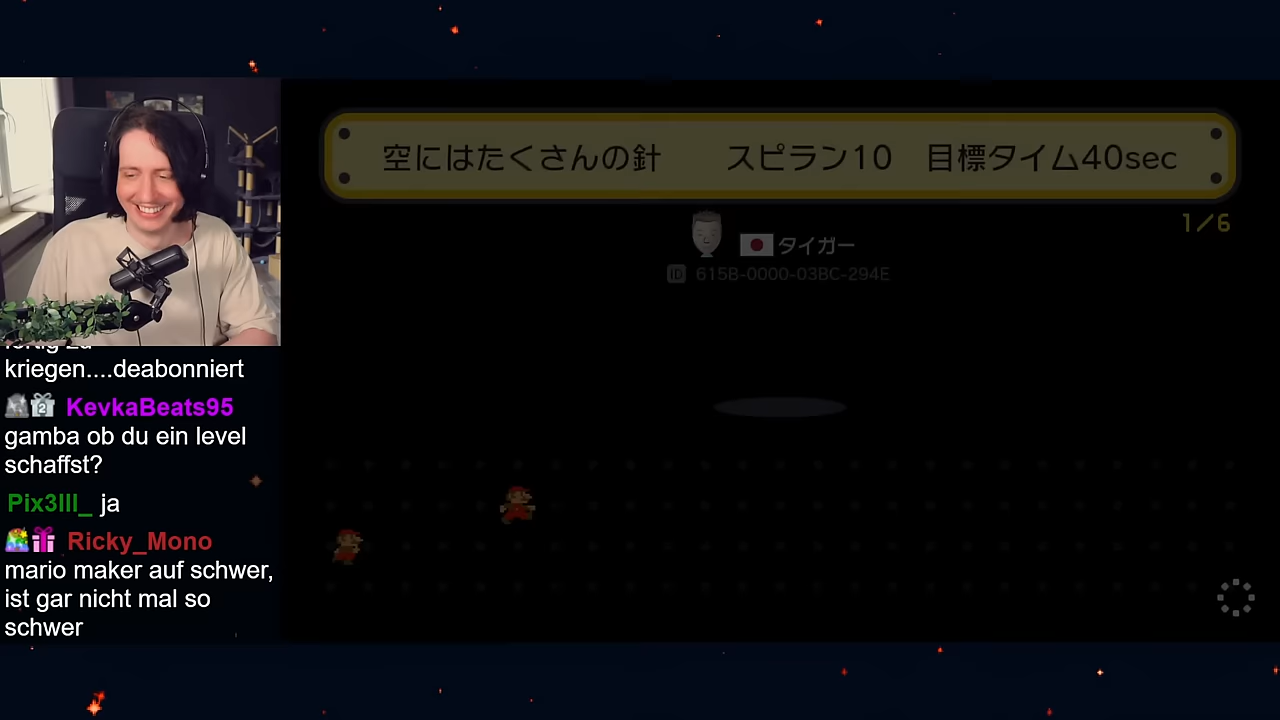 空にはたくさんの針　　スピラン10　目標タイム40sec
1/6
タイガー
ID 615B-0000-03BC-294E
kriegen....deabonniert
2 KevkaBeats95
gamba ob du ein level
schaffst?
Pix3lll_ ja
Ricky_Mono
mario maker auf schwer,
ist gar nicht mal so
schwer